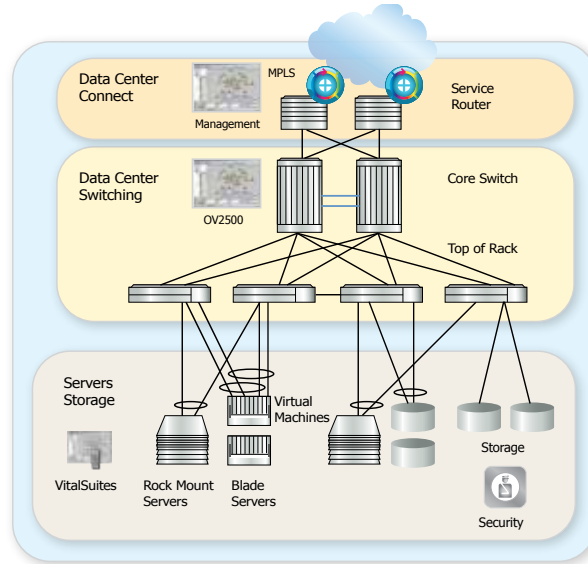 Data Center
Connect
MPLS
Management
Service
Router
Data Center
Switching
OV2500
Core Switch
Top of Rack
Servers
Storage
Virtual
Machines
VitalSuites
Rock Mount
Servers
Blade
Servers
Storage
Security